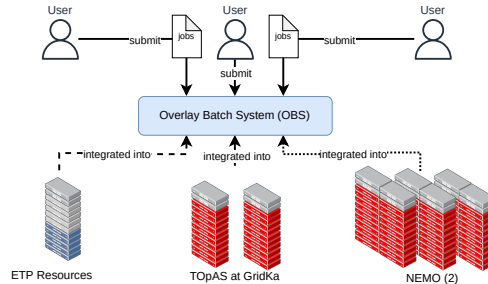 User
User
User
submit
jobs
jobs
submit
submit
Overlay Batch System (OBS)
integrated into
integrated into
integrated into
ETP Resources
TOpAS at GridKa
NEMO (2)